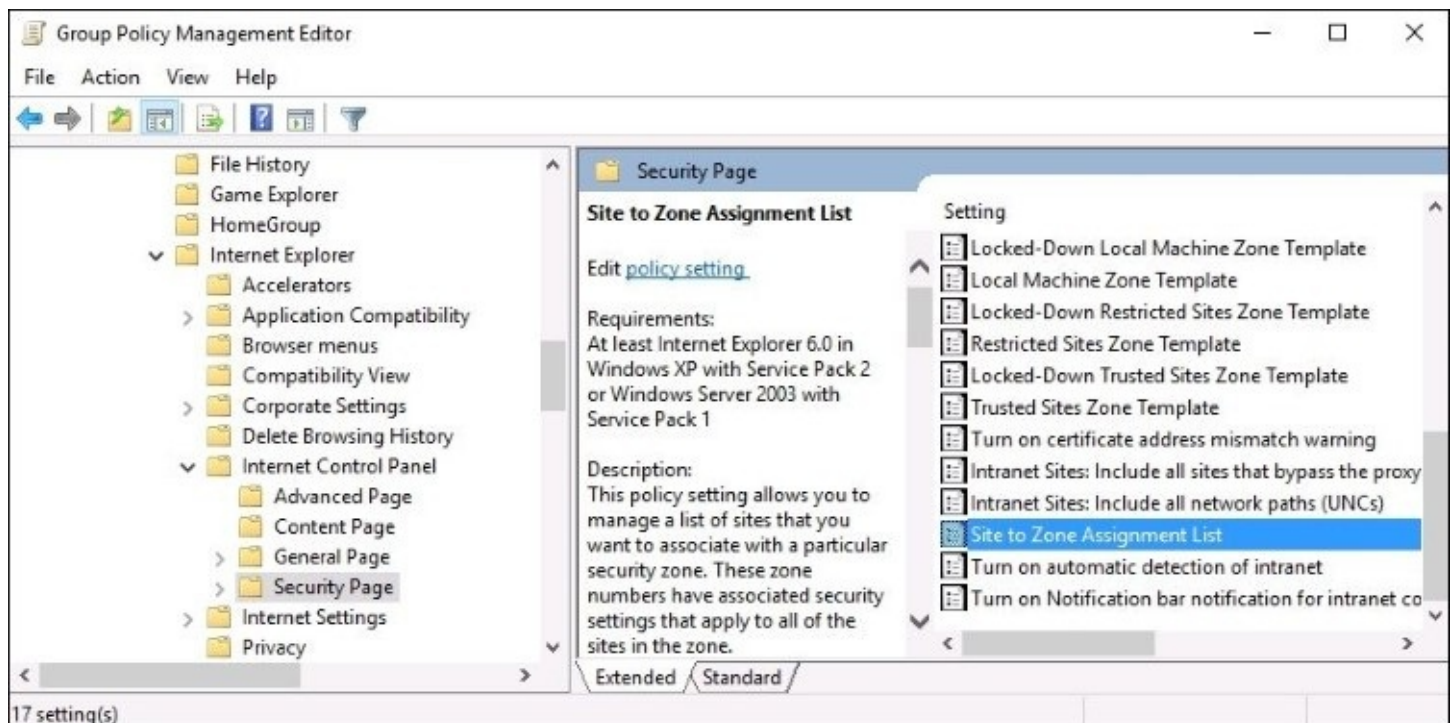 Group Policy Management Editor
File Action View Help
File History
Game Explorer
HomeGroup
Internet Explorer
Accelerators
Application Compatibility
Browser menus
Compatibility View
Corporate Settings
Delete Browsing History
Internet Control Panel
Advanced Page
Content Page
General Page
Security Page
Internet Settings
Privacy
Security Page
Site to Zone Assignment List
Edit policy setting
Requirements:
At least Internet Explorer 6.0 in
Windows XP with Service Pack 2
or Windows Server 2003 with
Service Pack 1
Description:
This policy setting allows you to
manage a list of sites that you
want to associate with a particular
security zone. These zone
numbers have associated security
settings that apply to all of the
sites in the zone.
Setting
Locked-Down Local Machine Zone Template
Local Machine Zone Template
Locked-Down Restricted Sites Zone Template
Restricted Sites Zone Template
Locked-Down Trusted Sites Zone Template
Trusted Sites Zone Template
Turn on certificate address mismatch warning
Intranet Sites: Include all sites that bypass the proxy
Intranet Sites: Include all network paths (UNCs)
Site to Zone Assignment List
Turn on automatic detection of intranet
Turn on Notification bar notification for intranet co
Extended Standard
17 setting(s)